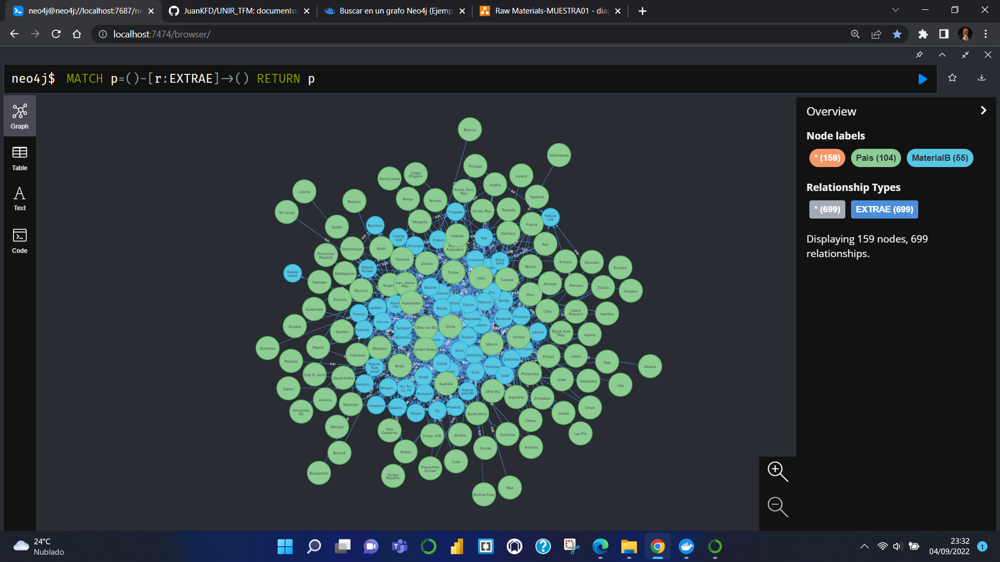 neo4j@neo4j://localhost:7687/ne
JuanKFD/UNIR_TFM: documento
Buscar en un grafo Neo4j (Ejemp
Raw Materials-MUESTRA01 - dia
localhost:7474/browser/
neo4j$ MATCH p=()-[r:EXTRAE]->() RETURN p
Graph
Table
Text
Code
Overview
Node labels
* (159)
Pais (104)
MaterialB (55)
Relationship Types
* (699)
EXTRAE (699)
Displaying 159 nodes, 699
relationships.
Belarus
Netherlands
Portugal
United
Kingdom
Sierra Leone
Ireland
Austria
Liberia
Korea, Dem.
Rep.
Tanzania
Kenya
Norway
Belgium
Korea, Rep.
Rwanda
Sri Lanka
Tungsten
Natural
cork
Mongolia
France
Sudan
Beryllium
Germany
Vietnam
Coking
coal
Talc
Potash
Italy
Zirconium
Mozambique
Spain
Federation
Dominican
Republic
Thailand
Limestone
Silica
sand
Finland
Denmark
Ukraine
Bolivia
Ecuador
Natural
Rubber
Sapele
wood
Madagascar
Turkey
India
Canada
Tajikistan
Iran, Islamic
Rep.
Senegal
Pakistan
Tunisia
Hungary
Bauxite
Morocco
Zinc
Peru
Slovakia
Kazakhstan
Cerium
Titanium
Borate
Guatemala
Lanthan...
Kaolin
clay
Baryte
Chile
Czech
Republic
Namibia
Terbium
Iron ore
Magnesite
Bentonite
Fluorspar
Guyana
Sweden
Dysprosi...
Tantalum
Other non EU
China
Lithium
Egypt, Arab
Rep.
Algeria
Strontium
Gypsum
Greece
Suriname
Nigeria
Malaysia
United States
Silver
Mexico
Indonesia
Antimony
Poland
Japan
Panama
Brazil
Cobalt
Diatomite
Togo
Albania
Natural
Teak
wood
Feldspar
Cote D_Ivoire
Saudi Arabia
Nickel
Gold
Lead
Philippines
Israel
Uzbekistan
Iraq
Gabon
Neodym...
Mangan...
Ho, Tm,
Lu, Yb
Australia
Natural
graphite
Other EU
Europium
Argentina
Zimbabwe
Jamaica
Myanmar
Vanadium
Gadolini...
Yttrium
Tin
Praseod...
South Africa
Oman
Jordan
Venezuela,
Rb
Others
Ethiopia
New
Caledonia
Congo, D.R.
Zambia
Colombia
Lao Pdr
Burundi
Ghana
Guinea
Armenia
Cuba
Papua New
Guinea
Bangladesh
Kyrgyz
Republic
Mali
Burkina Faso
24°C
Nublado
23:32
04/09/2022
1